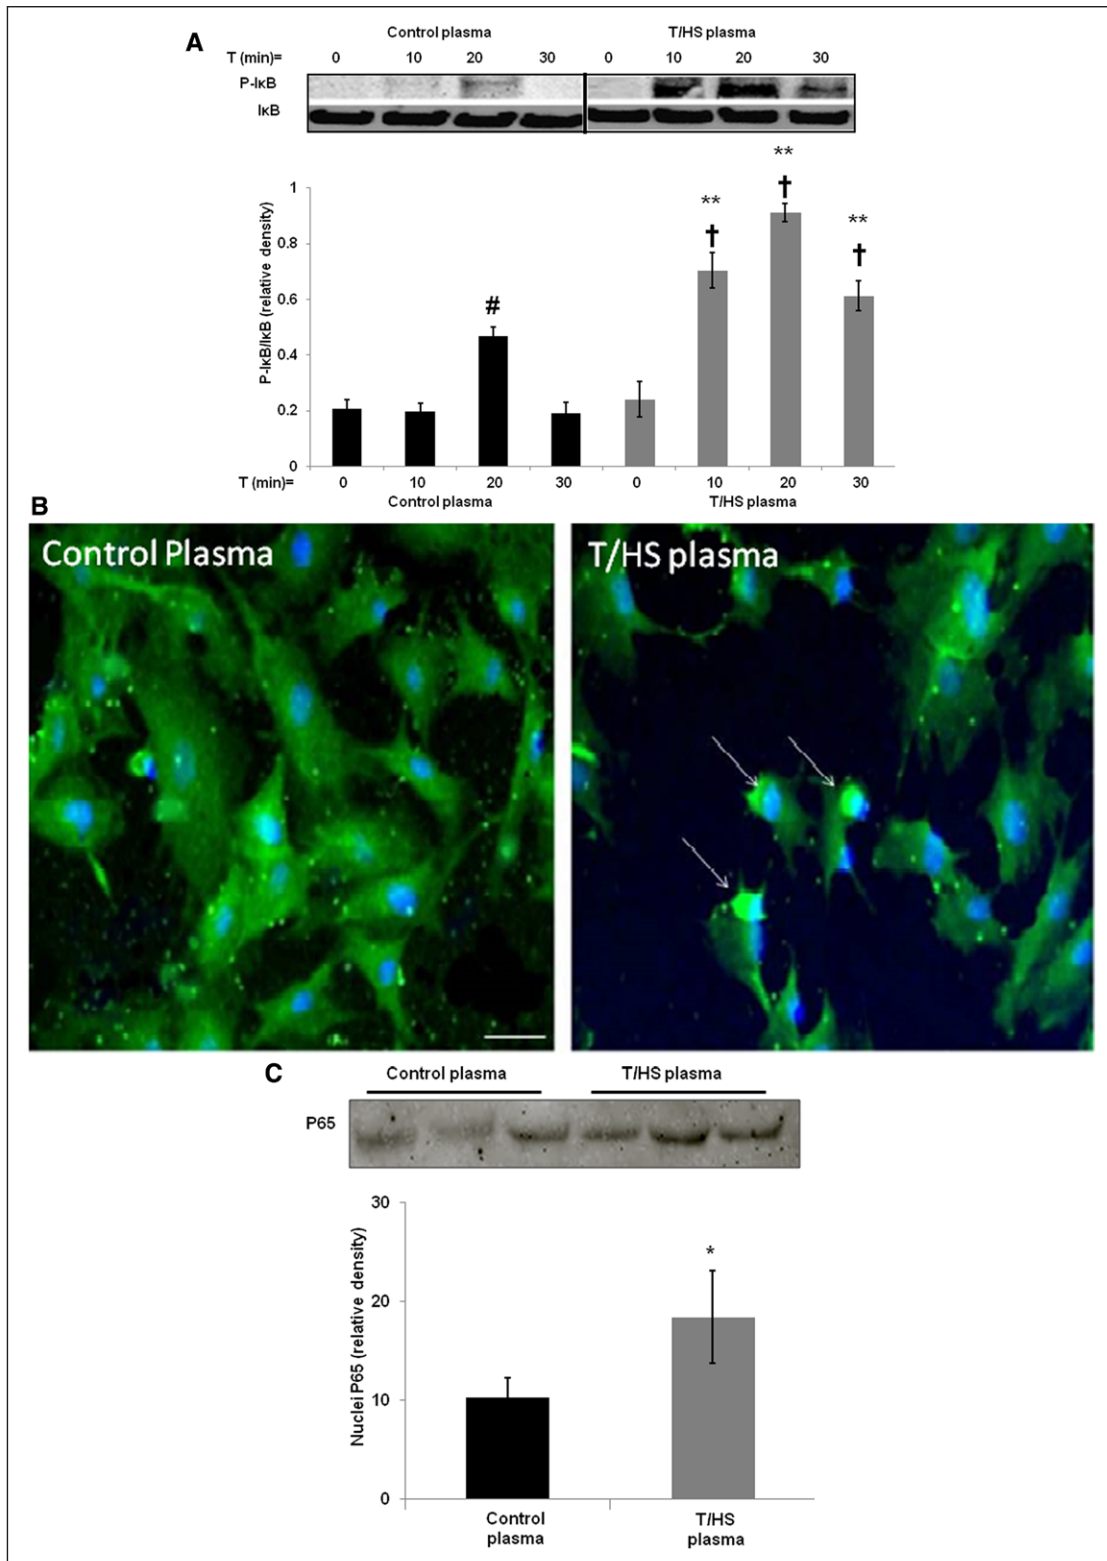 A
Control plasma T/HS plasma
T (min)= 0 10 20 30 0 10 20 30
P-IκB
IκB
P-IκB/IκB (relative density)
1
0.8
0.6
0.4
0.2
0
#
**
†
**
†
**
†
T (min)= 0 10 20 30 0 10 20 30
Control plasma T/HS plasma
B
Control Plasma
T/HS plasma
C
Control plasma T/HS plasma
P65
Nuclei P65 (relative density)
30
20
10
0
*
Control
plasma
T/HS
plasma